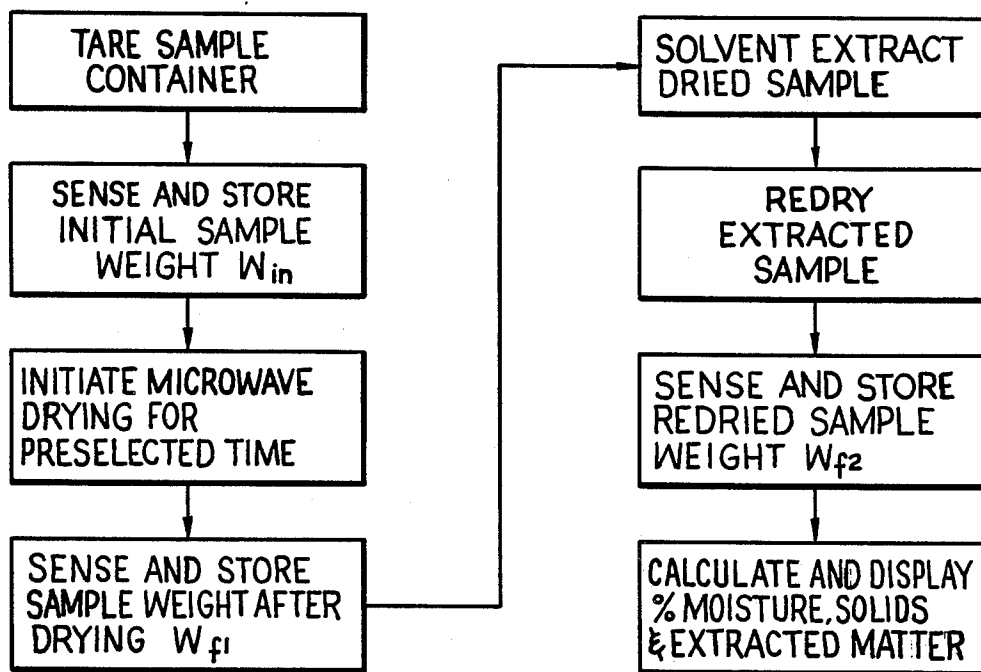 TARE SAMPLE
CONTAINER
SENSE AND STORE
INITIAL SAMPLE
WEIGHT Win
INITIATE MICROWAVE
DRYING FOR
PRESELECTED TIME
SENSE AND STORE
SAMPLE WEIGHT AFTER
DRYING Wf1
SOLVENT EXTRACT
DRIED SAMPLE
REDRY
EXTRACTED
SAMPLE
SENSE AND STORE
REDRIED SAMPLE
WEIGHT Wf2
CALCULATE AND DISPLAY
% MOISTURE, SOLIDS
& EXTRACTED MATTER